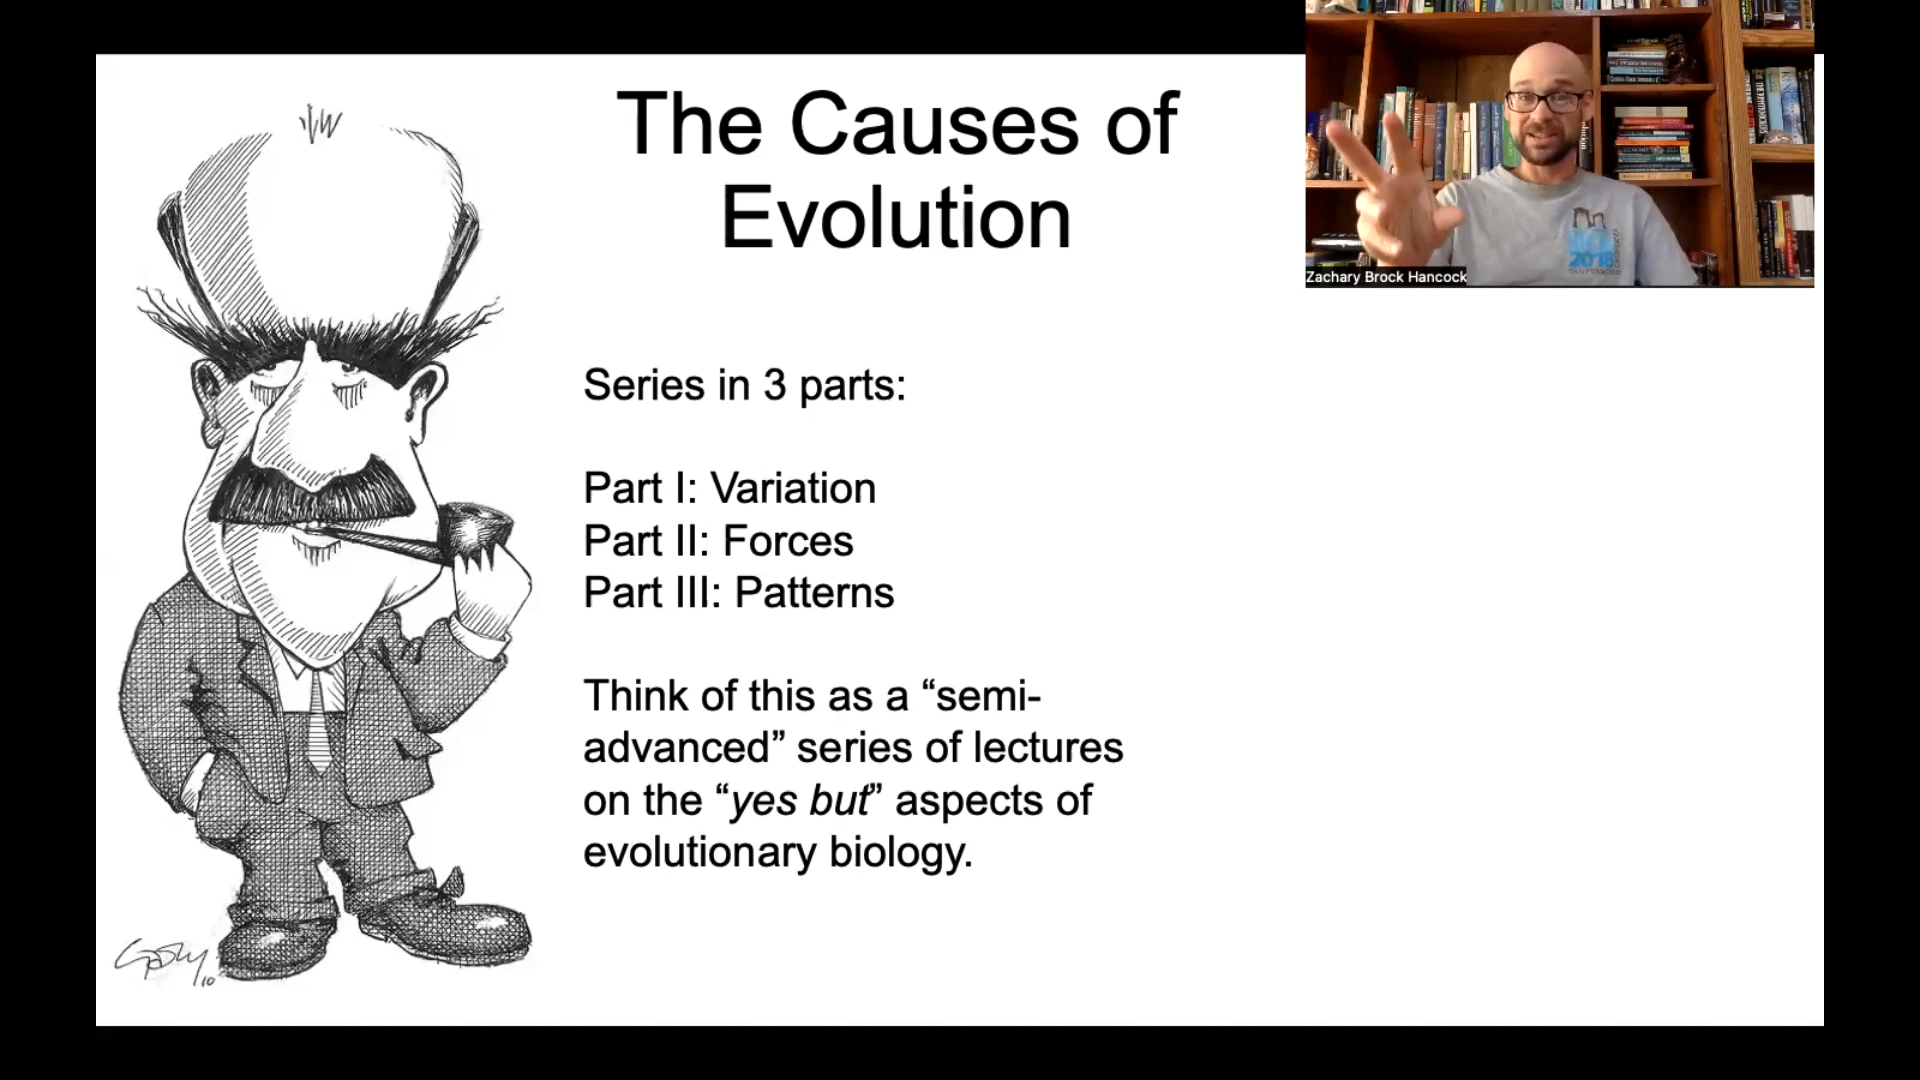 The Causes of
Evolution
Series in 3 parts:
Part I: Variation
Part II: Forces
Part III: Patterns
Think of this as a “semi-
advanced” series of lectures
on the “yes but” aspects of
evolutionary biology.
Zachary Brock Hancock
2018